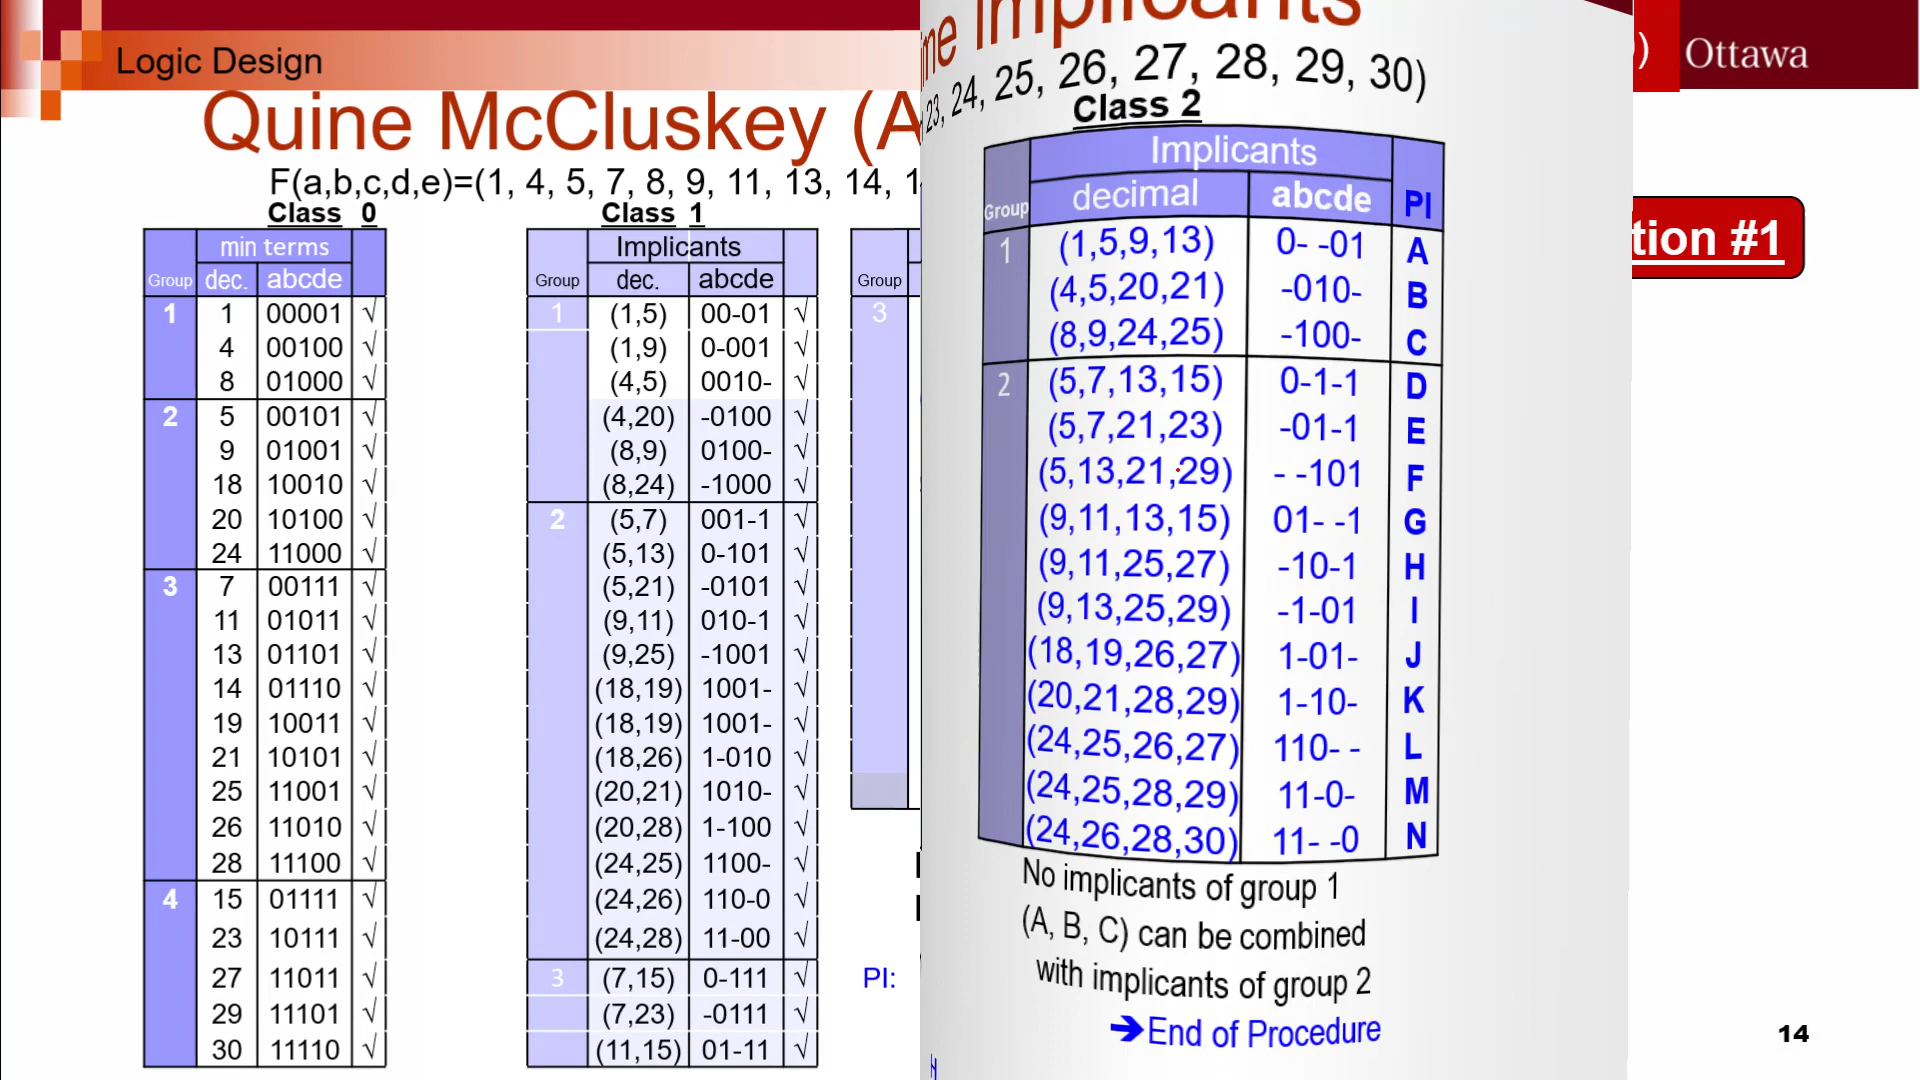 Logic Design
Quine McCluskey (A
F(a,b,c,d,e)=(1, 4, 5, 7, 8, 9, 11, 13, 14, 1
Class 0
Group min terms
dec. abcde
1 1 00001 √
4 00100 √
8 01000 √
2 5 00101 √
9 01001 √
18 10010 √
20 10100 √
24 11000 √
3 7 00111 √
11 01011 √
13 01101 √
14 01110 √
19 10011 √
21 10101 √
25 11001 √
26 11010 √
28 11100 √
4 15 01111 √
23 10111 √
27 11011 √
29 11101 √
30 11110 √
Class 1
Implicants
Group dec. abcde
1 (1,5) 00-01 √
(1,9) 0-001 √
(4,5) 0010- √
(4,20) -0100 √
(8,9) 0100- √
(8,24) -1000 √
2 (5,7) 001-1 √
(5,13) 0-101 √
(5,21) -0101 √
(9,11) 010-1 √
(9,25) -1001 √
(18,19) 1001- √
(18,19) 1001- √
(18,26) 1-010 √
(20,21) 1010- √
(20,28) 1-100 √
(24,25) 1100- √
(24,26) 110-0 √
(24,28) 11-00 √
3 (7,15) 0-111 √
(7,23) -0111 √
(11,15) 01-11 √
Group
3
PI:
me Implicants
23, 24, 25, 26, 27, 28, 29, 30)
Class 2
Implicants
Group decimal abcde PI
1 (1,5,9,13) 0- -01 A
(4,5,20,21) -010- B
(8,9,24,25) -100- C
2 (5,7,13,15) 0-1-1 D
(5,7,21,23) -01-1 E
(5,13,21,29) - -101 F
(9,11,13,15) 01- -1 G
(9,11,25,27) -10-1 H
(9,13,25,29) -1-01 I
(18,19,26,27) 1-01- J
(20,21,28,29) 1-10- K
(24,25,26,27) 110- - L
(24,25,28,29) 11-0- M
(24,26,28,30) 11- -0 N
No implicants of group 1
(A, B, C) can be combined
with implicants of group 2
➔End of Procedure
) Ottawa
tion #1
14